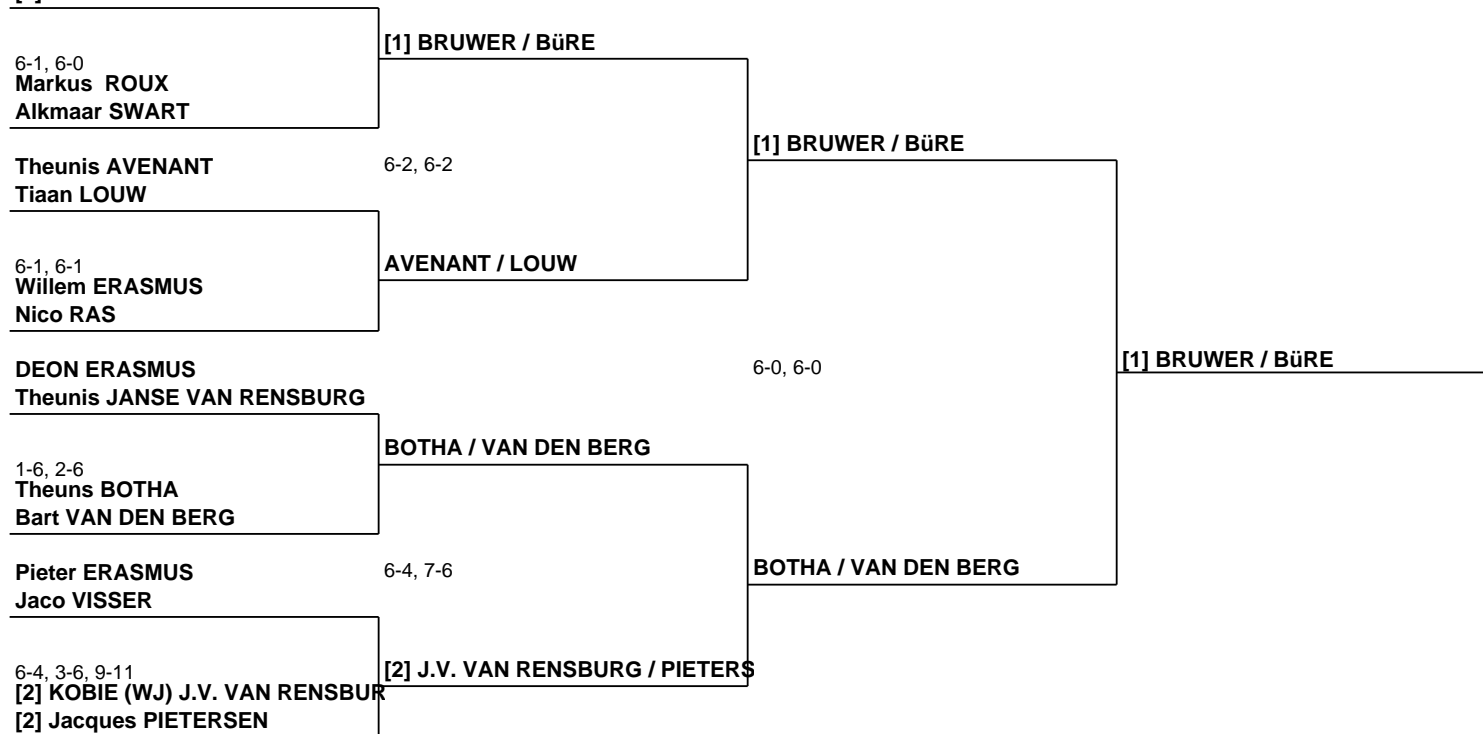 [1] BRUWER / BüRE
6-1, 6-0
Markus ROUX
Alkmaar SWART
[1] BRUWER / BüRE
Theunis AVENANT
6-2, 6-2
Tiaan LOUW
AVENANT / LOUW
6-1, 6-1
Willem ERASMUS
Nico RAS
[1] BRUWER / BüRE
DEON ERASMUS
6-0, 6-0
Theunis JANSE VAN RENSBURG
BOTHA / VAN DEN BERG
1-6, 2-6
Theuns BOTHA
Bart VAN DEN BERG
BOTHA / VAN DEN BERG
Pieter ERASMUS
6-4, 7-6
Jaco VISSER
[2] J.V. VAN RENSBURG / PIETERS
6-4, 3-6, 9-11
[2] KOBIE (WJ) J.V. VAN RENSBUR
[2] Jacques PIETERSEN